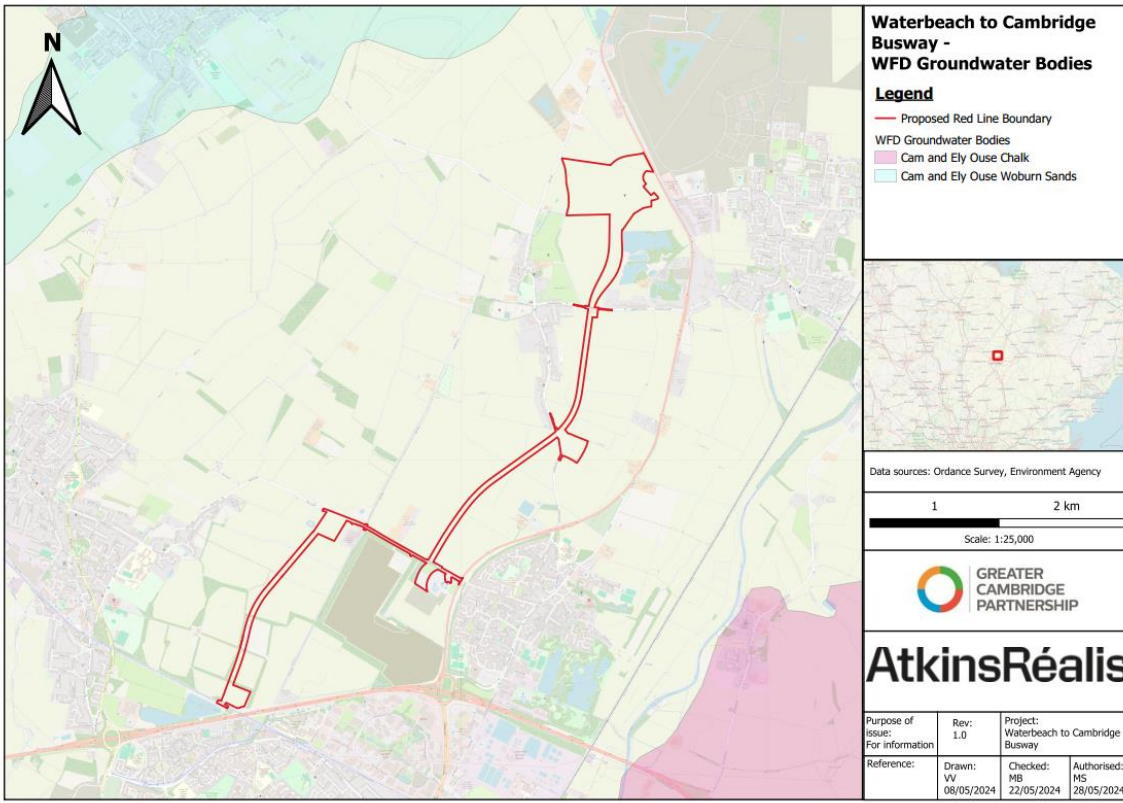 N
Waterbeach to Cambridge
Busway -
WFD Groundwater Bodies
Legend
Proposed Red Line Boundary
WFD Groundwater Bodies
Cam and Ely Ouse Chalk
Cam and Ely Ouse Woburn Sands
Data sources: Ordance Survey, Environment Agency
1 2 km
Scale: 1:25,000
GREATER
CAMBRIDGE
PARTNERSHIP
AtkinsRéalis
Purpose of
issue:
For information
Rev:
1.0
Project:
Waterbeach to Cambridge
Busway
Reference:
Drawn:
VV
08/05/2024
Checked:
MB
22/05/2024
Authorised:
MS
28/05/2024